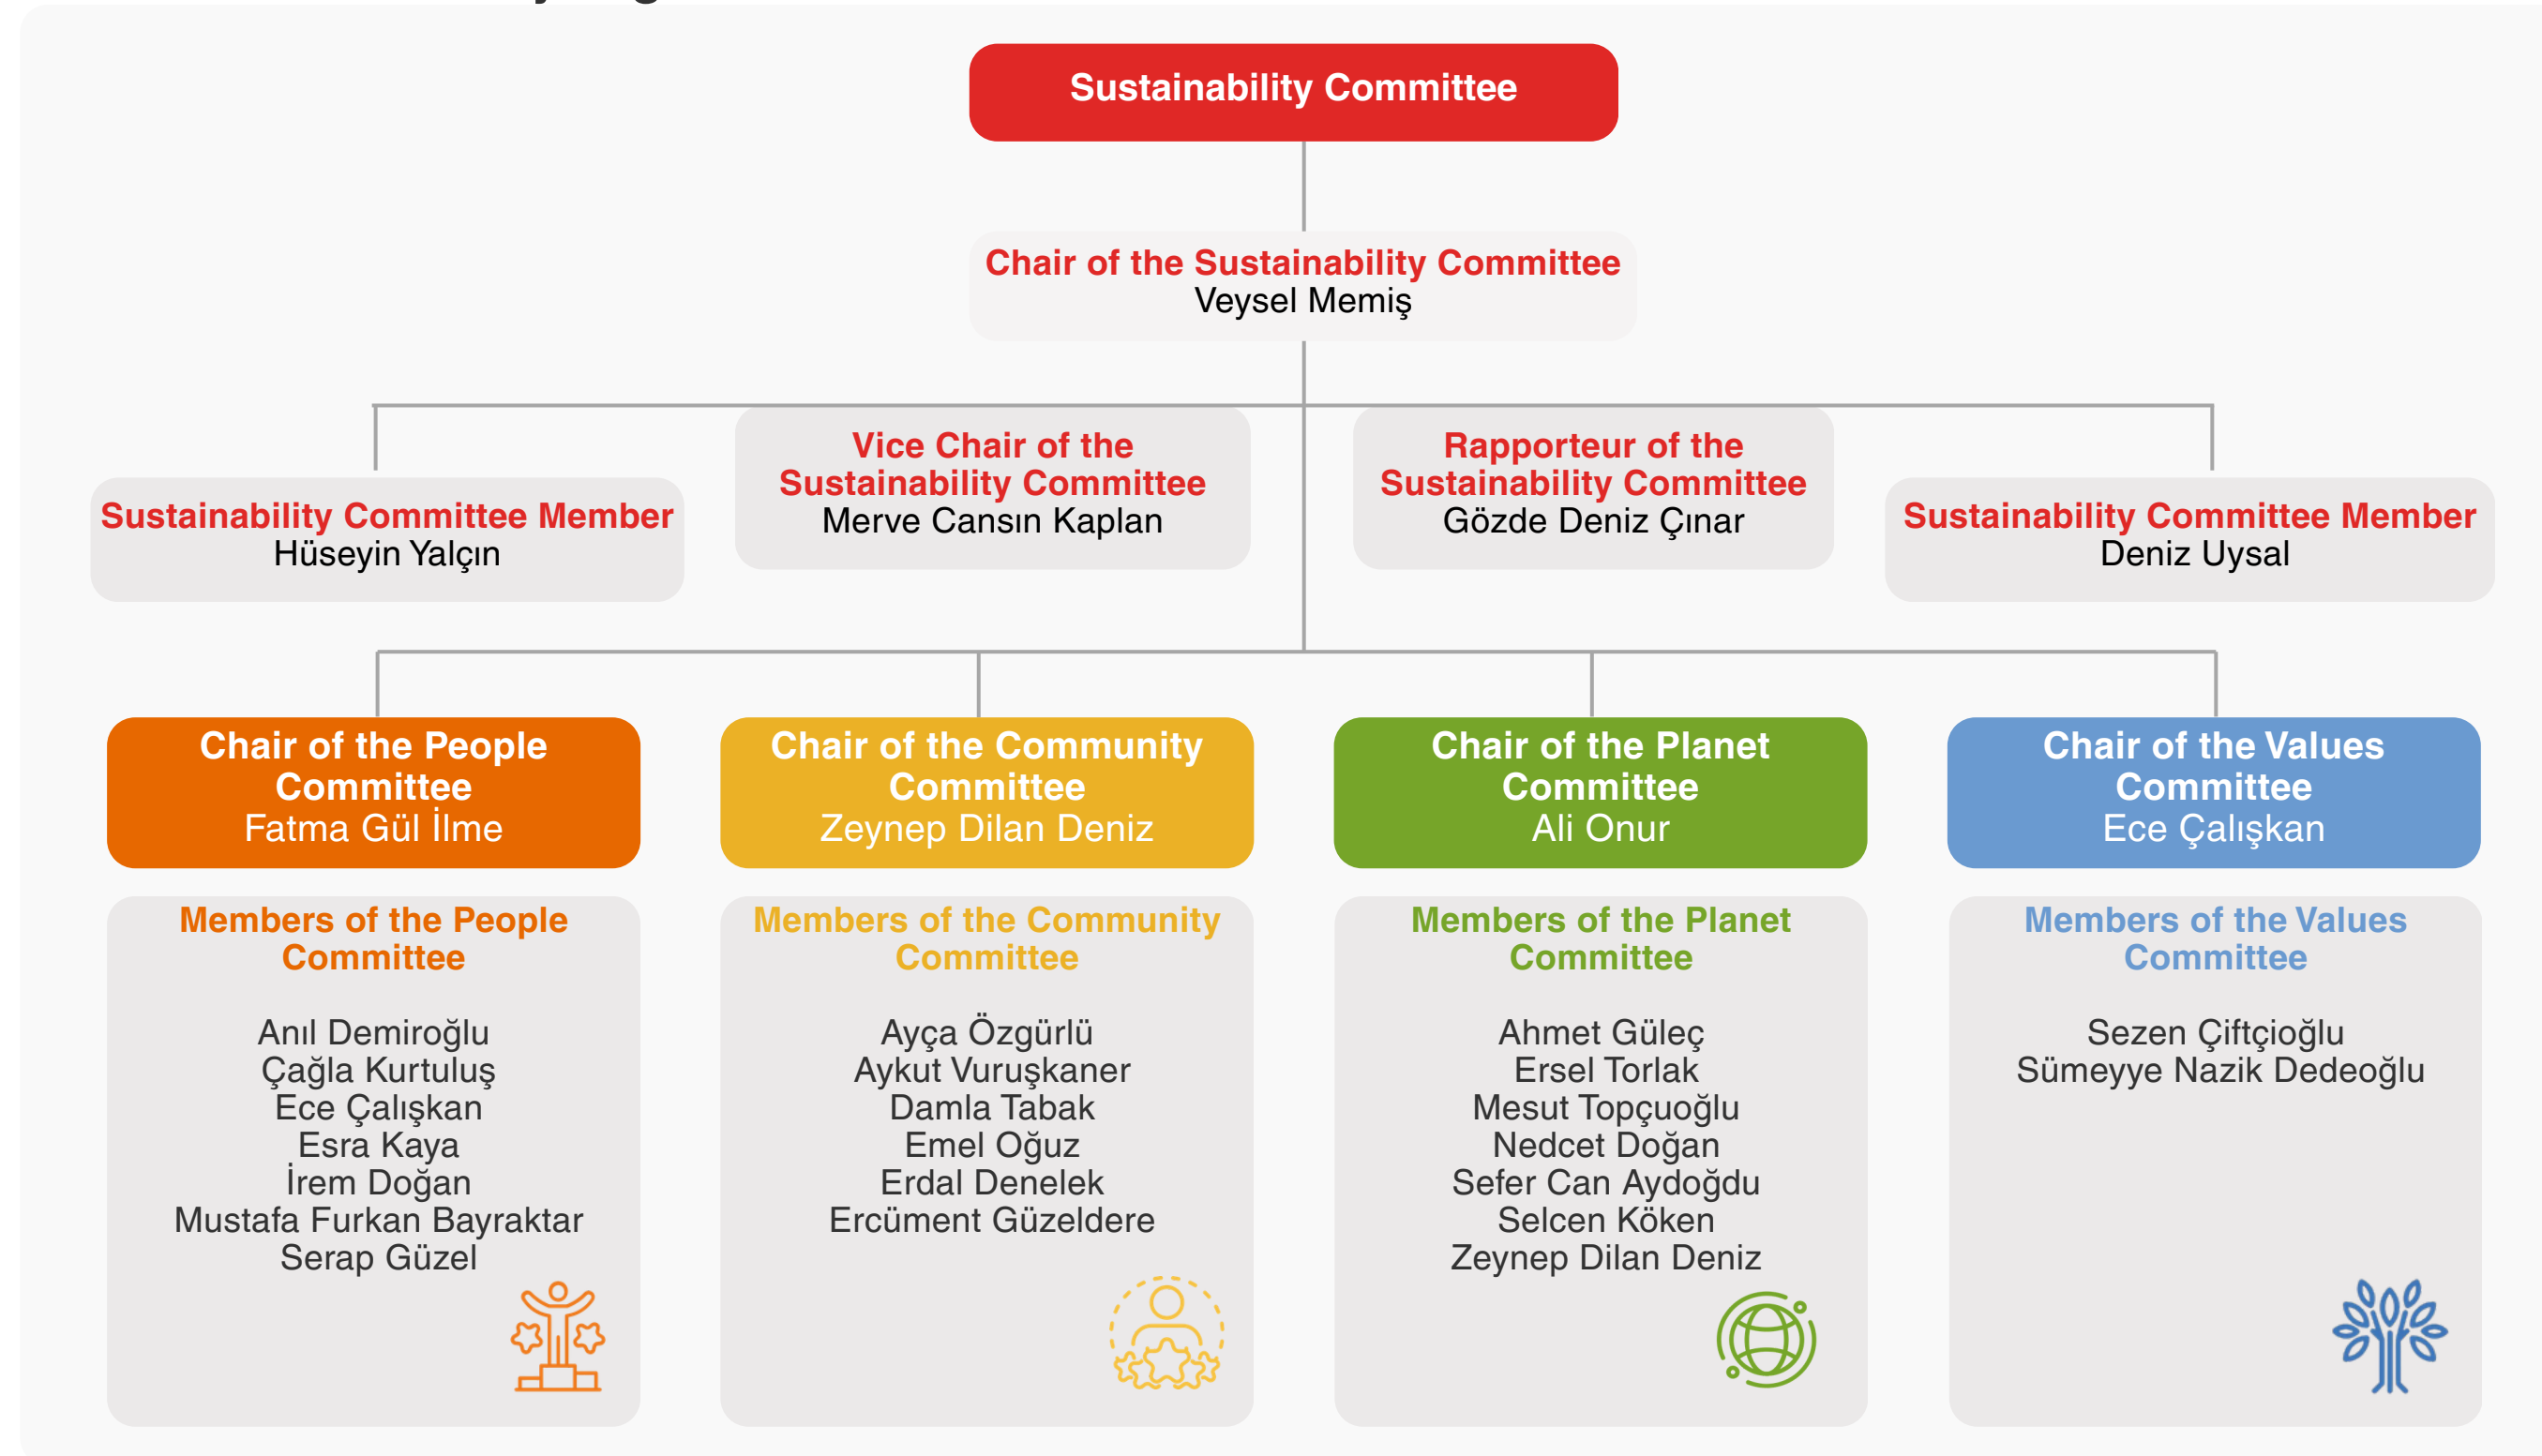 Sustainability Committee
Chair of the Sustainability Committee
Veysel Memiş
Sustainability Committee Member
Hüseyin Yalçın
Vice Chair of the
Sustainability Committee
Merve Cansın Kaplan
Rapporteur of the
Sustainability Committee
Gözde Deniz Çınar
Sustainability Committee Member
Deniz Uysal
Chair of the People
Committee
Fatma Gül İlme
Chair of the Community
Committee
Zeynep Dilan Deniz
Chair of the Planet
Committee
Ali Onur
Chair of the Values
Committee
Ece Çalışkan
Members of the People
Committee
Anıl Demiroğlu
Çağla Kurtuluş
Ece Çalışkan
Esra Kaya
İrem Doğan
Mustafa Furkan Bayraktar
Serap Güzel
Members of the Community
Committee
Ayça Özgürlü
Aykut Vuruşkaner
Damla Tabak
Emel Oğuz
Erdal Denelek
Ercüment Güzeldere
Members of the Planet
Committee
Ahmet Güleç
Ersel Torlak
Mesut Topçuoğlu
Nedcet Doğan
Sefer Can Aydoğdu
Selcen Köken
Zeynep Dilan Deniz
Members of the Values
Committee
Sezen Çiftçioğlu
Sümeyye Nazik Dedeoğlu